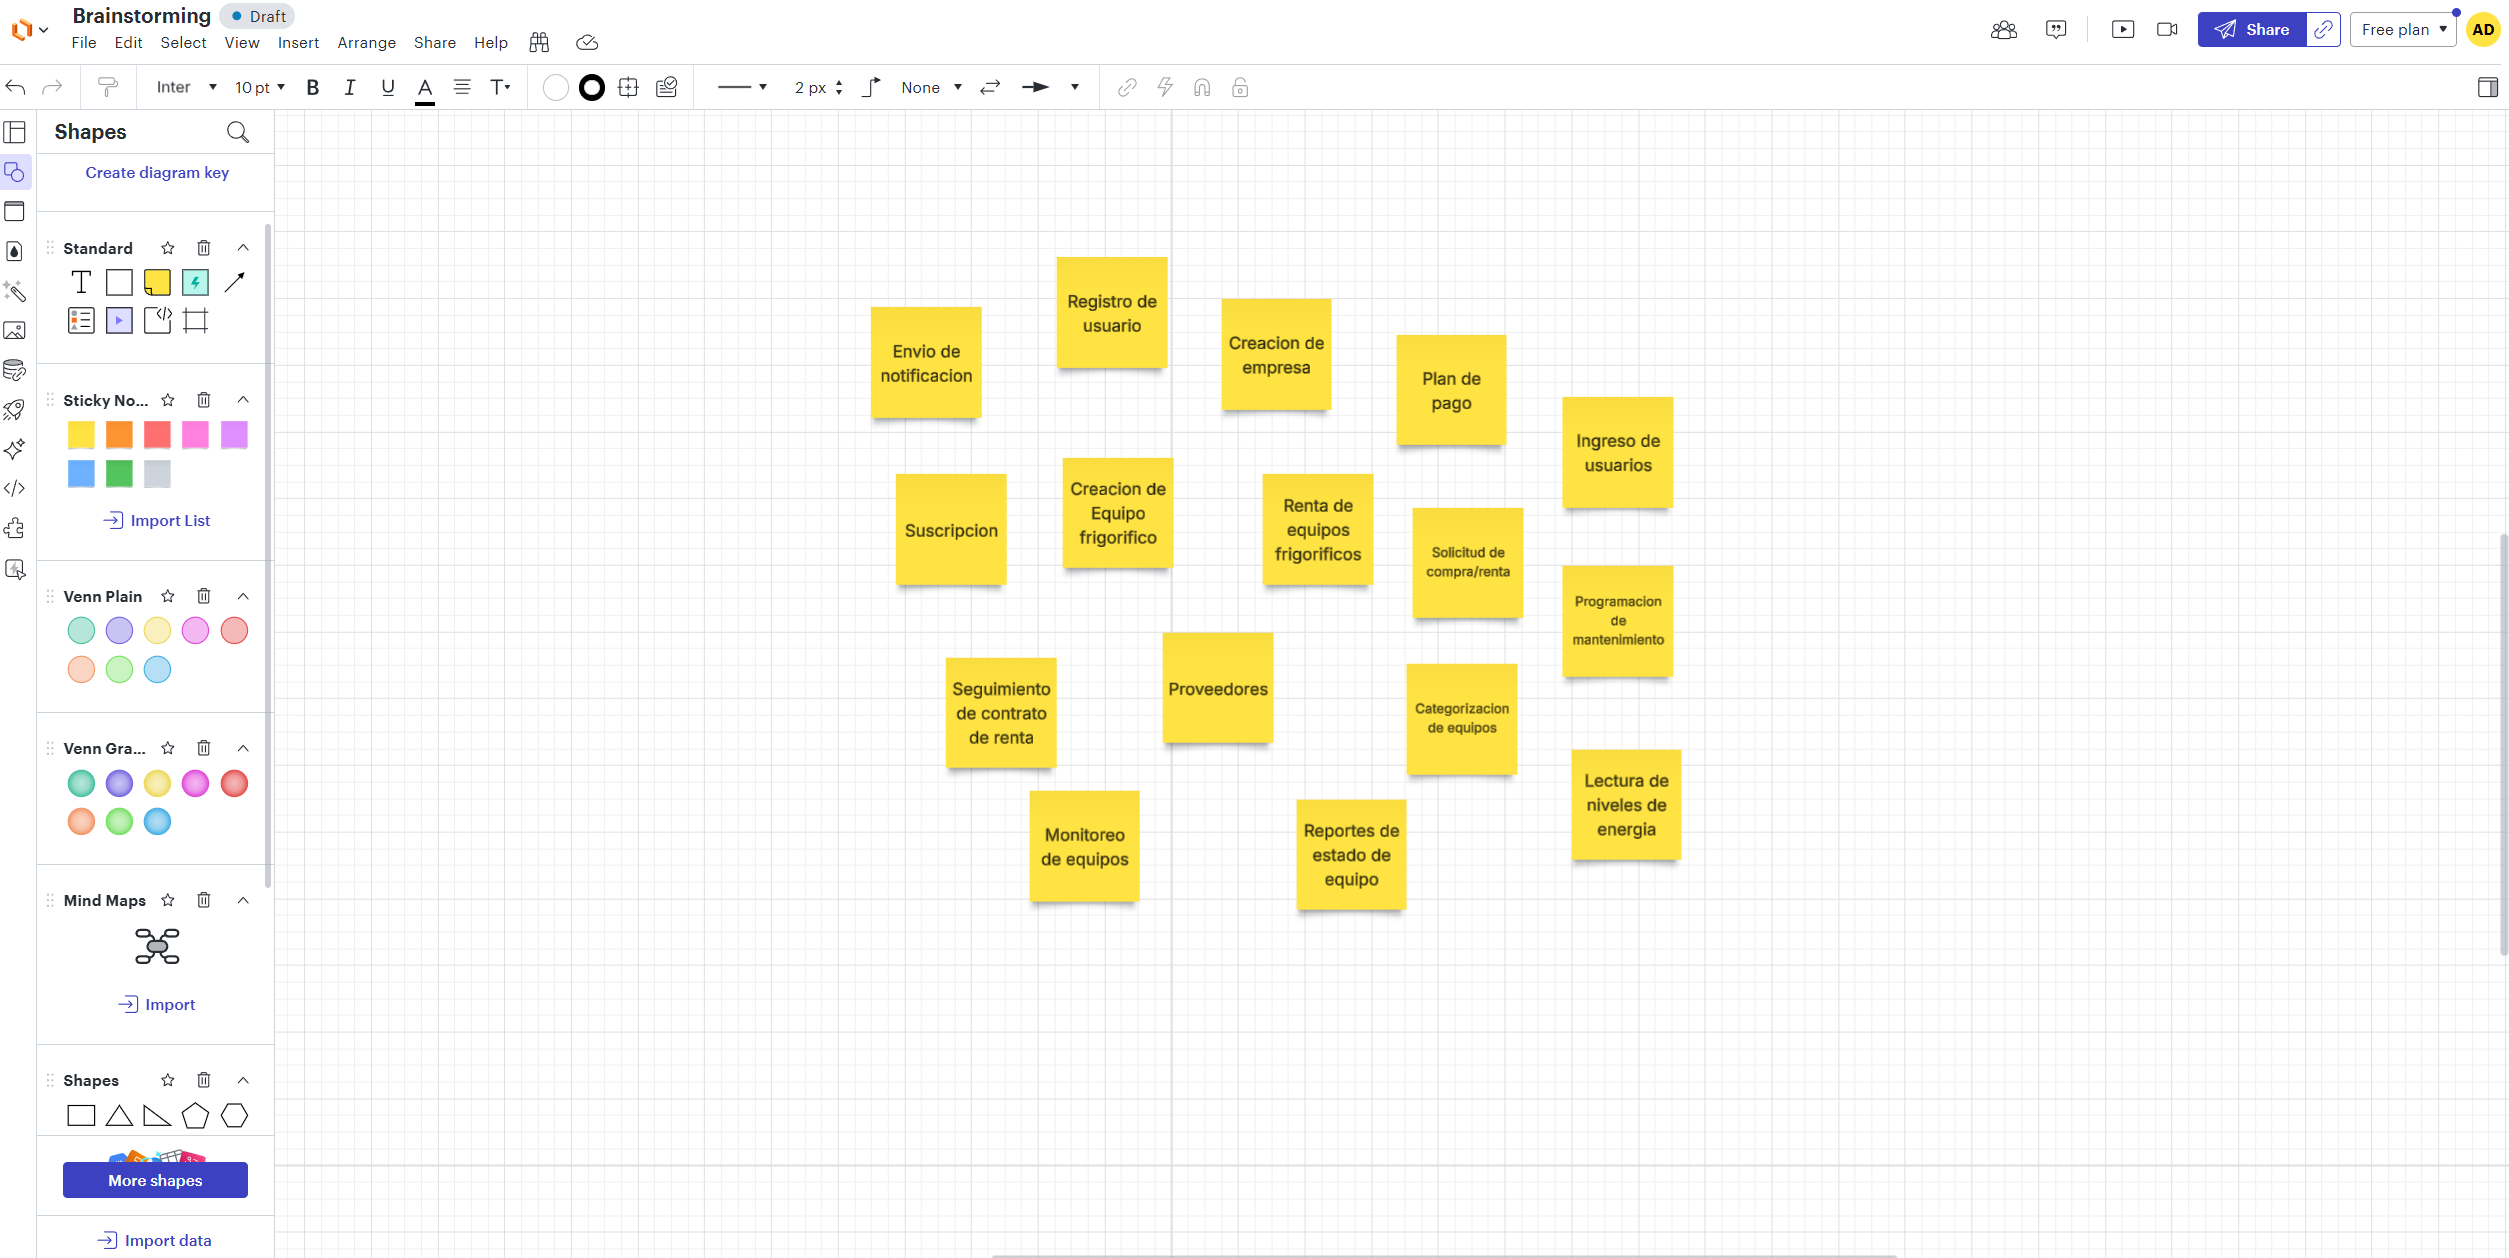 Brainstorming
Draft
File Edit Select View Insert Arrange Share Help
Share
Free plan
AD
Inter
10 pt
B I U A T
2 px
None
Shapes
Create diagram key
Standard
T
Sticky No...
Import List
Venn Plain
Venn Gra...
Mind Maps
Import
Shapes
More shapes
Import data
Registro de
usuario
Envio de
notificacion
Creacion de
empresa
Plan de
pago
Ingreso de
usuarios
Suscripcion
Creacion de
Equipo
frigorifico
Renta de
equipos
frigorificos
Solicitud de
compra/renta
Programacion
de
mantenimiento
Seguimiento
de contrato
de renta
Proveedores
Categorizacion
de equipos
Lectura de
niveles de
energia
Monitoreo
de equipos
Reportes de
estado de
equipo